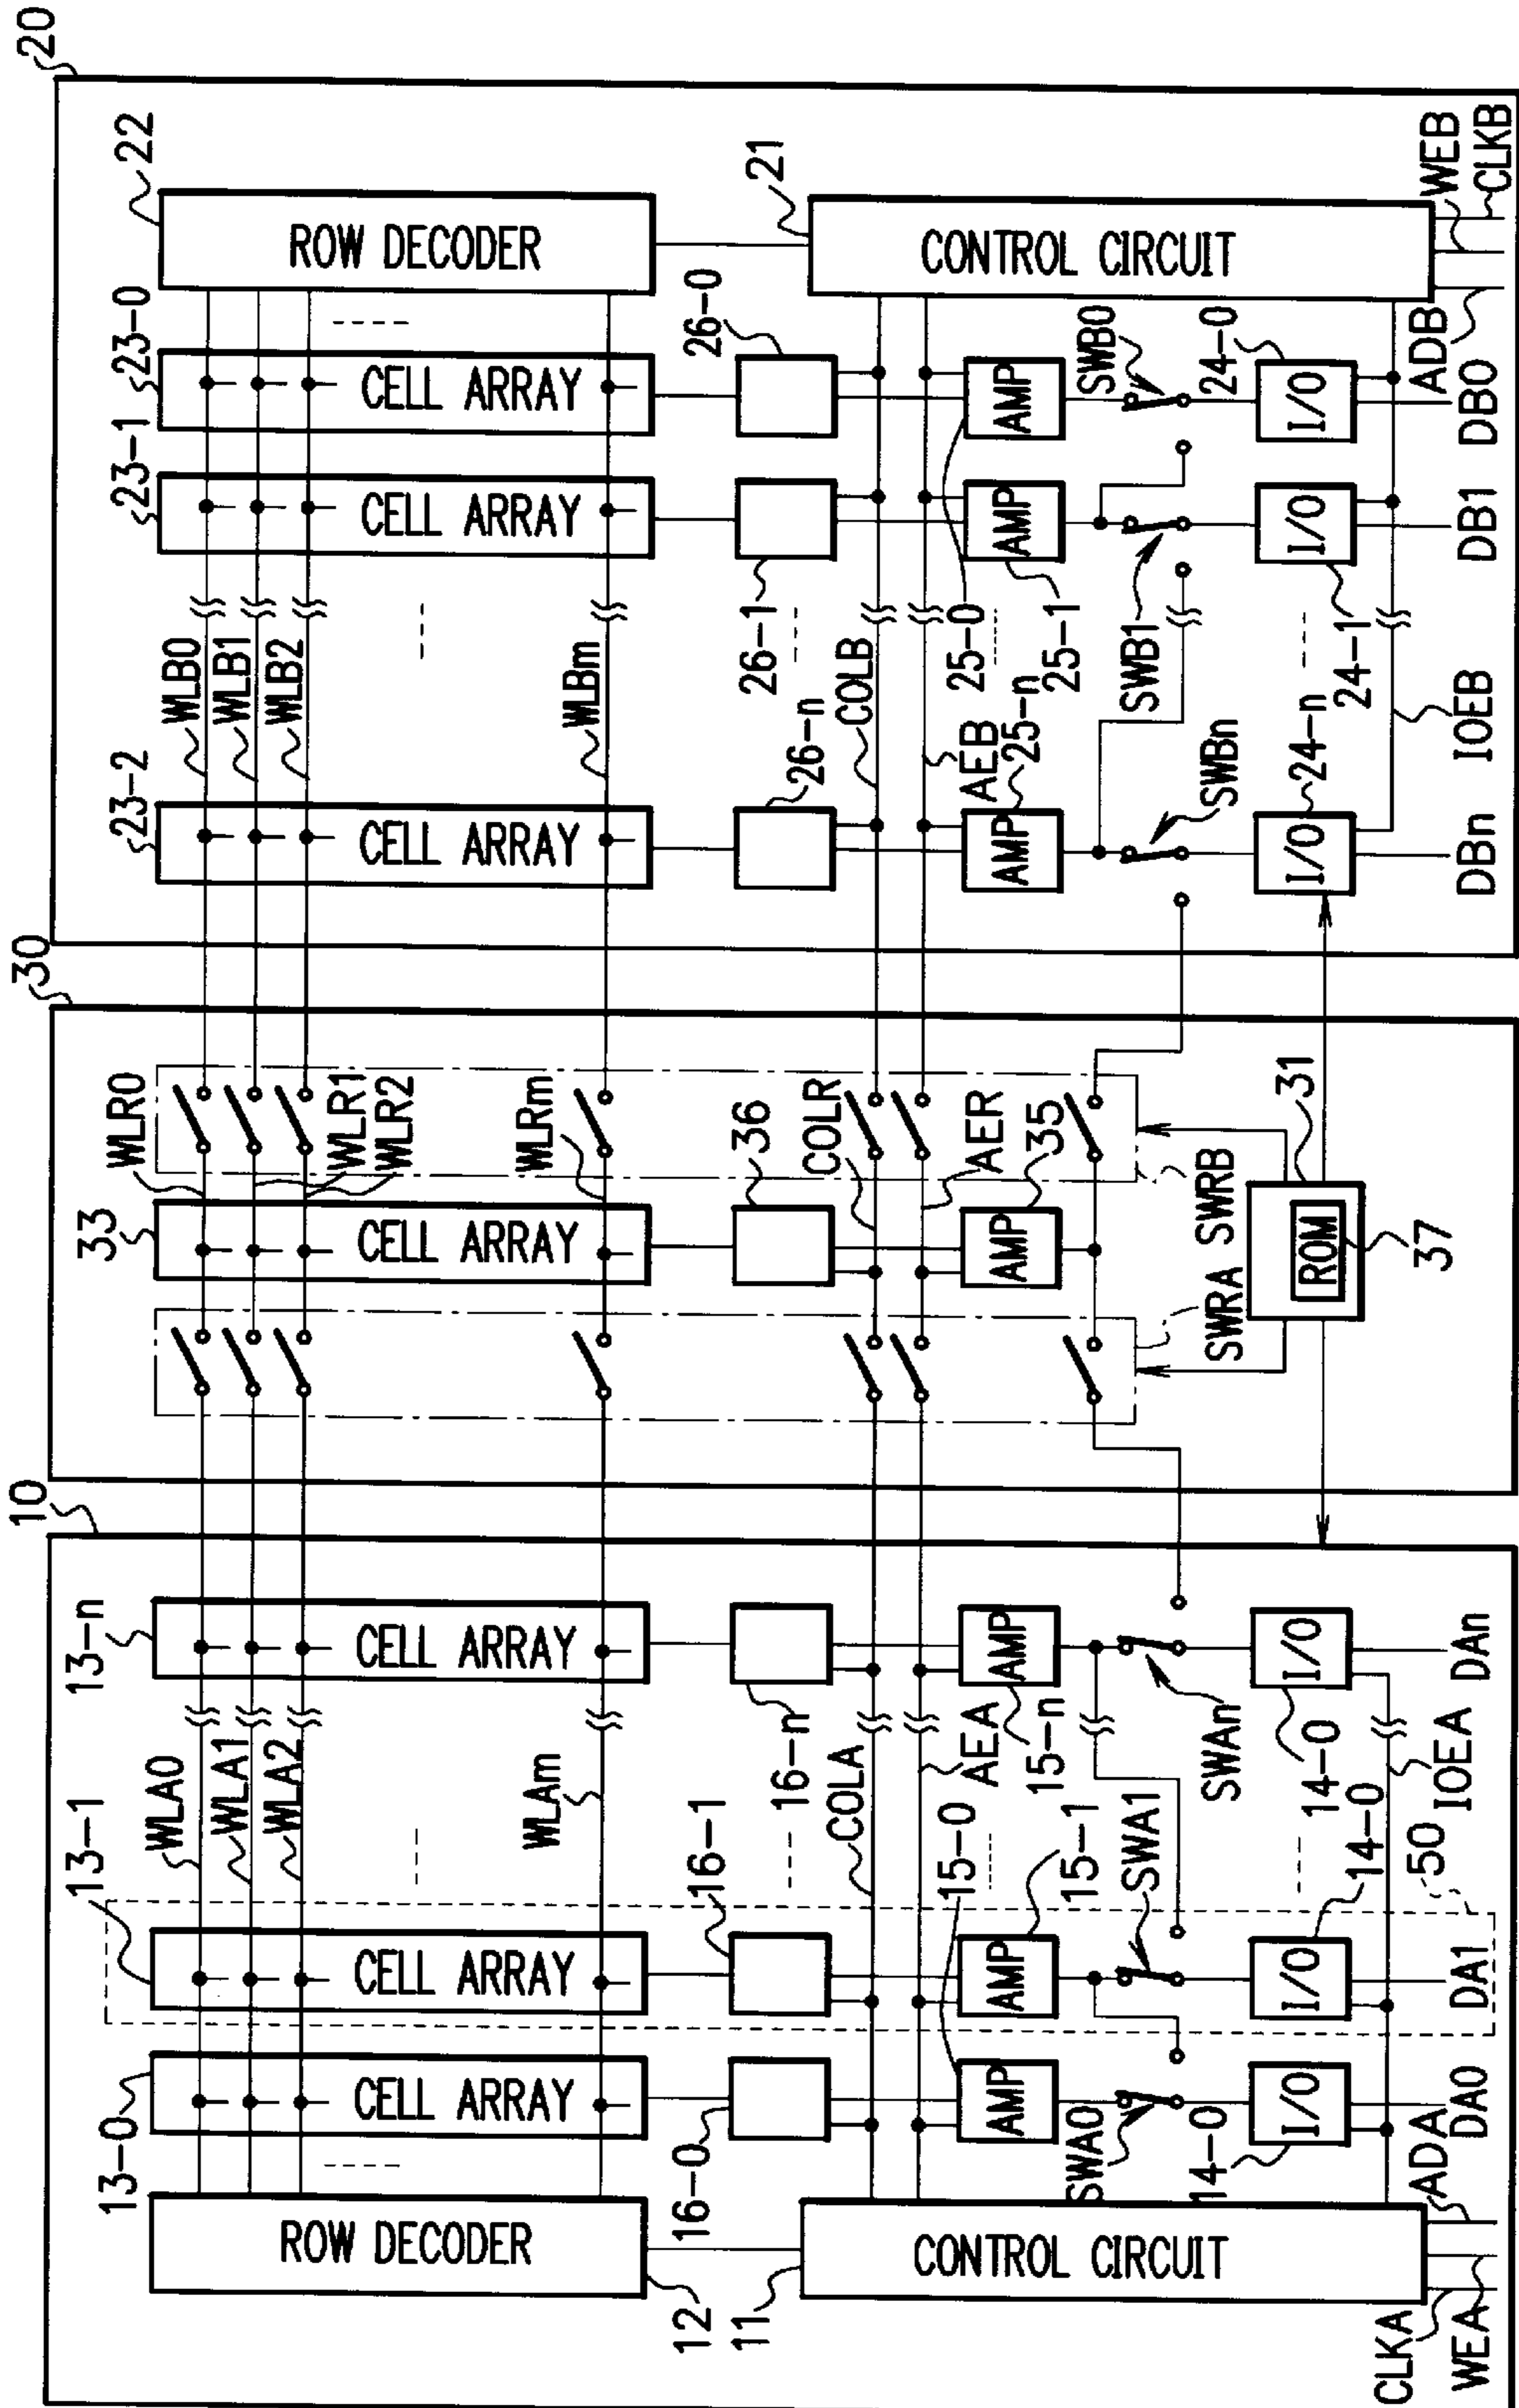 20
22
ROW DECODER
21
CONTROL CIRCUIT
WEB
CLKB
23-0
CELL ARRAY
26-0
AMP
SWB0
24-0
I/O
ADB
DB0
23-1
CELL ARRAY
26-1
25-0
AMP
25-1
SWB1
I/O
24-1
DB1
WLB0
WLB1
WLB2
WLBm
COLB
AEB
IOEB
23-2
CELL ARRAY
26-n
25-n
AMP
SWBn
24-n
I/O
DBn
30
WLR0
WLR1
WLR2
WLRm
COLR
AER
SWRB
31
33
CELL ARRAY
36
AMP
35
ROM
37
SWRA
10
13-n
CELL ARRAY
16-n
AMP
15-n
SWAn
I/O
14-0
DAn
WLA0
WLA1
WLA2
WLAm
COLA
AEA
IOEA
13-1
CELL ARRAY
16-1
15-0
AMP
15-1
SWA1
I/O
14-0
50
DA1
13-0
CELL ARRAY
16-0
AMP
SWA0
14-0
I/O
ADA
DA0
ROW DECODER
12
11
CONTROL CIRCUIT
CLKA
WEA